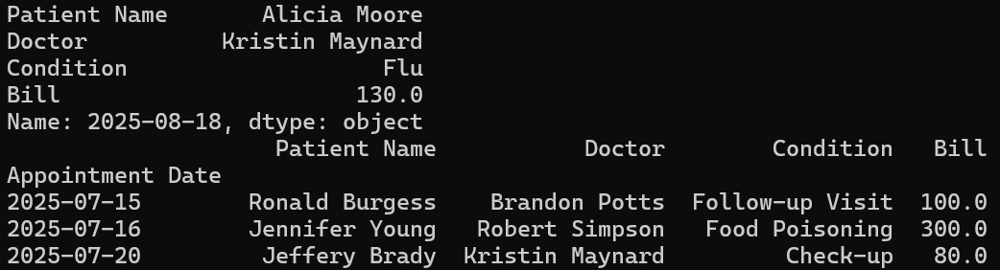 Patient Name       Alicia Moore
Doctor          Kristin Maynard
Condition                   Flu
Bill                      130.0
Name: 2025-08-18, dtype: object
                    Patient Name           Doctor        Condition   Bill
Appointment Date
2025-07-15        Ronald Burgess    Brandon Potts  Follow-up Visit  100.0
2025-07-16        Jennifer Young   Robert Simpson   Food Poisoning  300.0
2025-07-20         Jeffery Brady  Kristin Maynard         Check-up   80.0